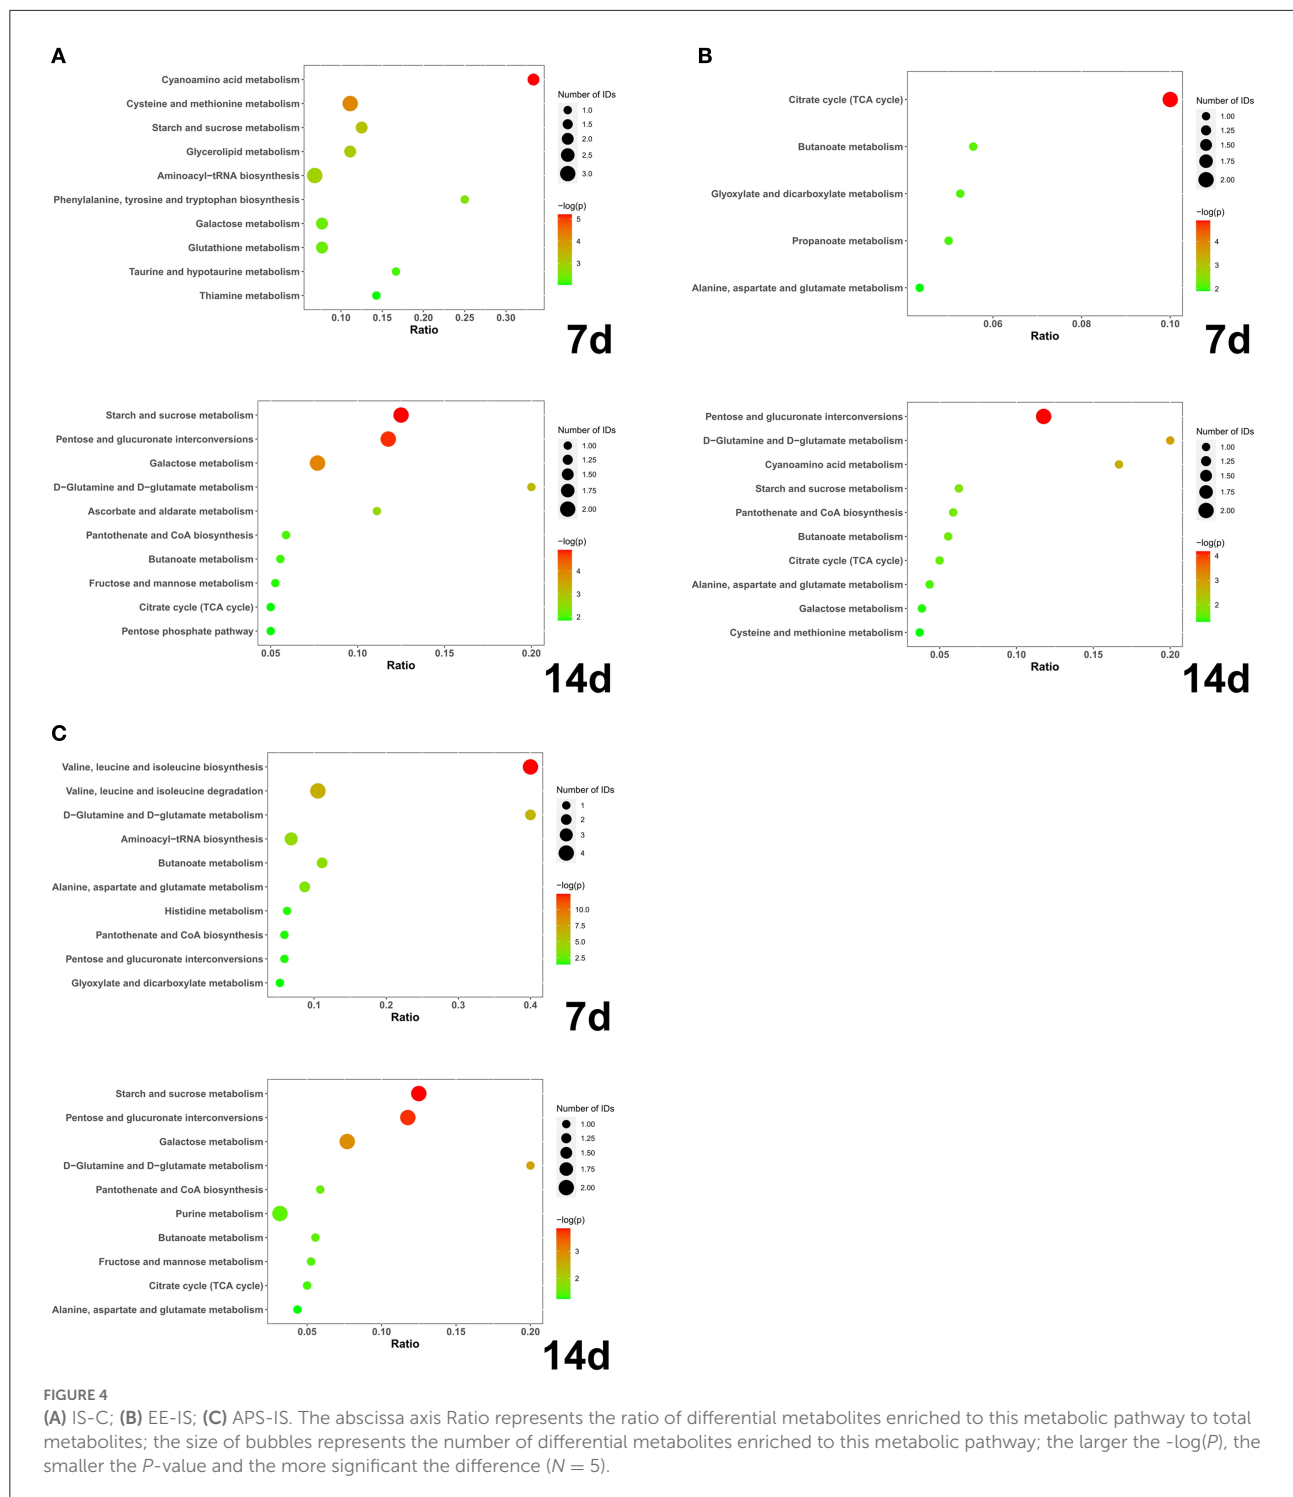 A
Cyanoamino acid metabolism
Cysteine and methionine metabolism
Starch and sucrose metabolism
Glycerolipid metabolism
Aminoacyl−tRNA biosynthesis
Phenylalanine, tyrosine and tryptophan biosynthesis
Galactose metabolism
Glutathione metabolism
Taurine and hypotaurine metabolism
Thiamine metabolism
0.10 0.15 0.20 0.25 0.30
Ratio
Number of IDs
1.0
1.5
2.0
2.5
3.0
−log(p)
5
4
3
7d
B
Citrate cycle (TCA cycle)
Butanoate metabolism
Glyoxylate and dicarboxylate metabolism
Propanoate metabolism
Alanine, aspartate and glutamate metabolism
0.06 0.08 0.10
Ratio
Number of IDs
1.00
1.25
1.50
1.75
2.00
−log(p)
4
3
2
7d
Starch and sucrose metabolism
Pentose and glucuronate interconversions
Galactose metabolism
D−Glutamine and D−glutamate metabolism
Ascorbate and aldarate metabolism
Pantothenate and CoA biosynthesis
Butanoate metabolism
Fructose and mannose metabolism
Citrate cycle (TCA cycle)
Pentose phosphate pathway
0.05 0.10 0.15 0.20
Ratio
Number of IDs
1.00
1.25
1.50
1.75
2.00
−log(p)
4
3
2
14d
Pentose and glucuronate interconversions
D−Glutamine and D−glutamate metabolism
Cyanoamino acid metabolism
Starch and sucrose metabolism
Pantothenate and CoA biosynthesis
Butanoate metabolism
Citrate cycle (TCA cycle)
Alanine, aspartate and glutamate metabolism
Galactose metabolism
Cysteine and methionine metabolism
0.05 0.10 0.15 0.20
Ratio
Number of IDs
1.00
1.25
1.50
1.75
2.00
−log(p)
4
3
2
14d
C
Valine, leucine and isoleucine biosynthesis
Valine, leucine and isoleucine degradation
D−Glutamine and D−glutamate metabolism
Aminoacyl−tRNA biosynthesis
Butanoate metabolism
Alanine, aspartate and glutamate metabolism
Histidine metabolism
Pantothenate and CoA biosynthesis
Pentose and glucuronate interconversions
Glyoxylate and dicarboxylate metabolism
0.1 0.2 0.3 0.4
Ratio
Number of IDs
1
2
3
4
−log(p)
10.0
7.5
5.0
2.5
7d
Starch and sucrose metabolism
Pentose and glucuronate interconversions
Galactose metabolism
D−Glutamine and D−glutamate metabolism
Pantothenate and CoA biosynthesis
Purine metabolism
Butanoate metabolism
Fructose and mannose metabolism
Citrate cycle (TCA cycle)
Alanine, aspartate and glutamate metabolism
0.05 0.10 0.15 0.20
Ratio
Number of IDs
1.00
1.25
1.50
1.75
2.00
−log(p)
3
2
14d
FIGURE 4
(A) IS-C; (B) EE-IS; (C) APS-IS. The abscissa axis Ratio represents the ratio of differential metabolites enriched to this metabolic pathway to total
metabolites; the size of bubbles represents the number of differential metabolites enriched to this metabolic pathway; the larger the -log(P), the
smaller the P-value and the more significant the difference (N = 5).